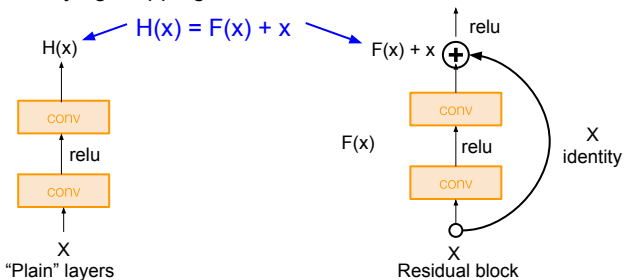 H(x) = F(x) + x
H(x)
F(x) + x
relu
conv
relu
conv
X
"Plain" layers
conv
F(x)
relu
conv
X
identity
X
Residual block